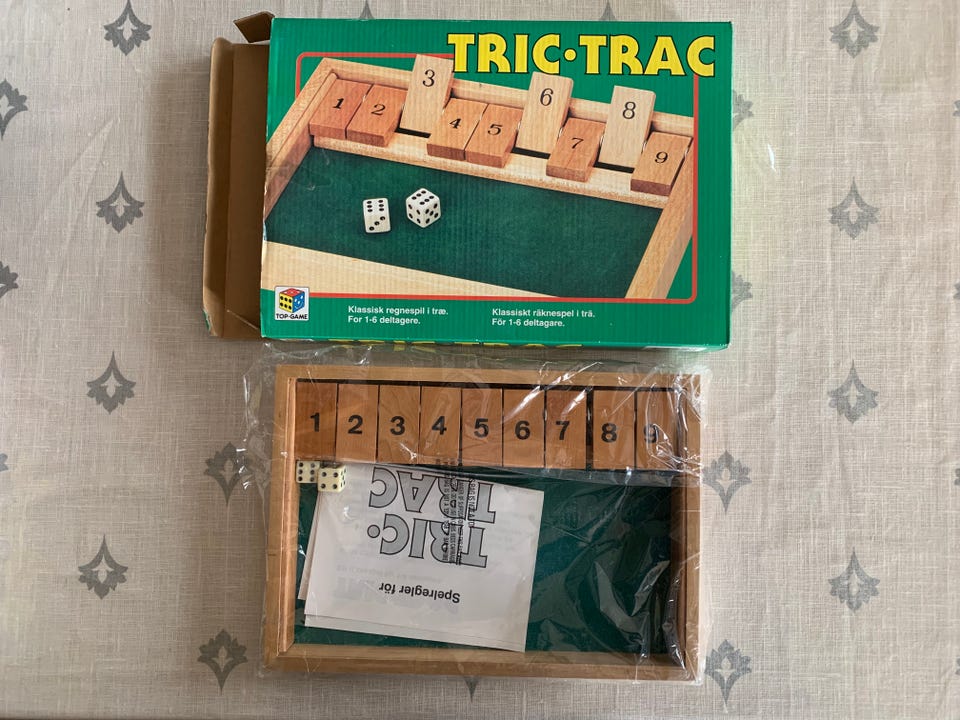 TRIC·TRAC
3
6
8
1
2
4
5
7
9
TOP-GAME
Klassisk regnespil i træ.
For 1-6 deltagere.
Klassiskt räknespel i trä.
För 1-6 deltagare.
TRIC·TRAC
1 2 3 4 5 6 7 8 9
Spelregler för
TRIC·
TRAC